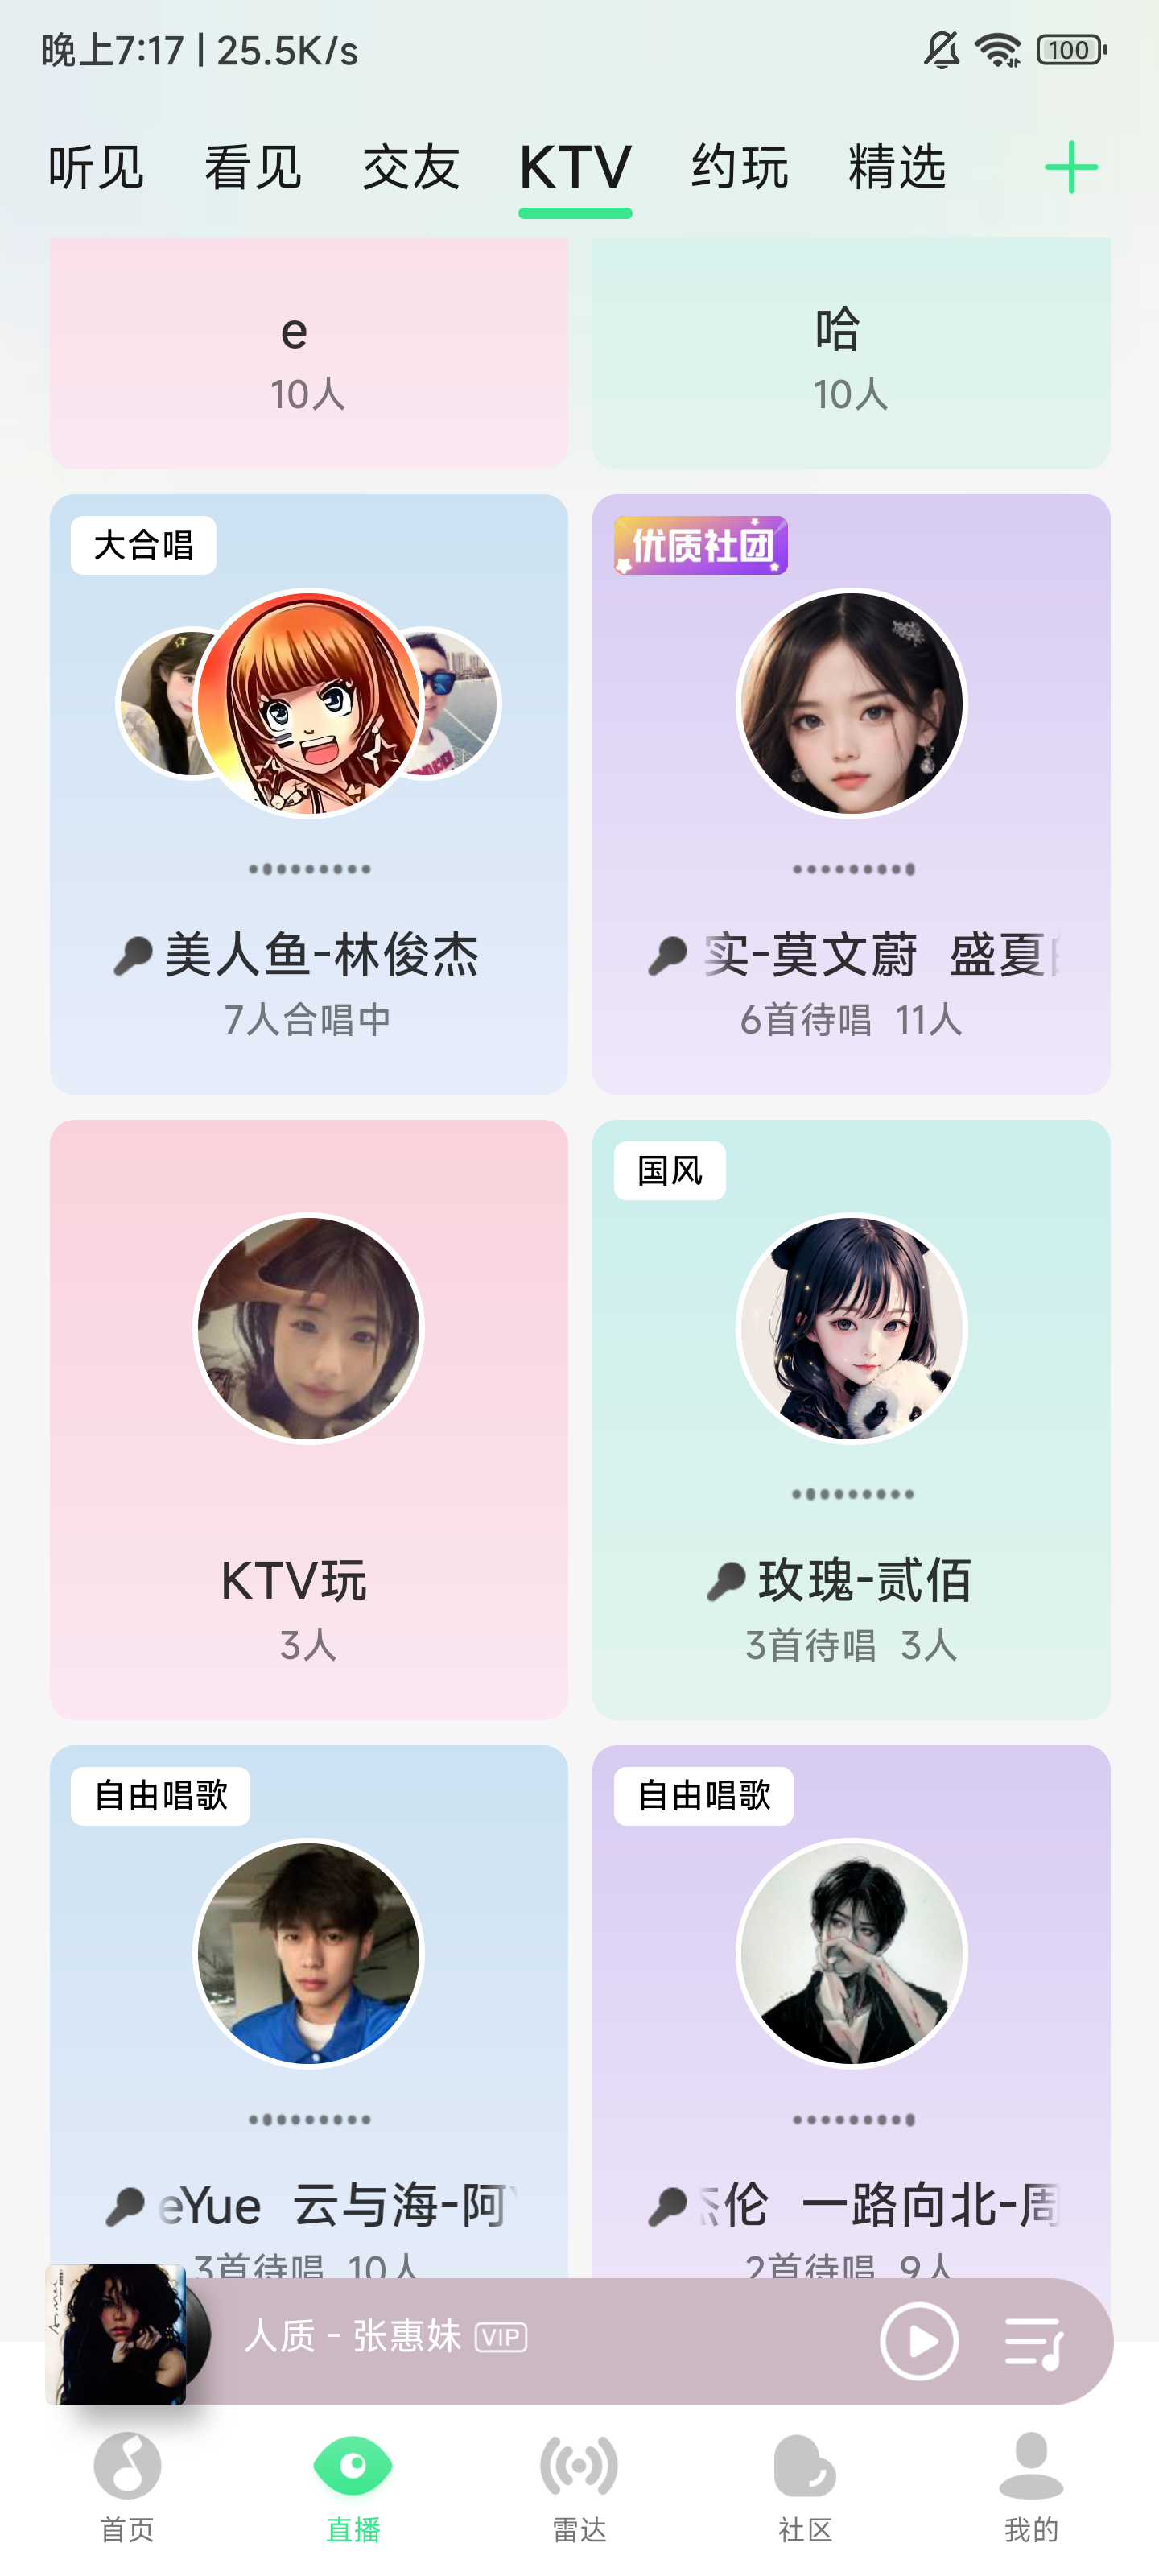 晚上7:17 | 25.5K/s 100
听见 看见 交友 KTV 约玩 精选
e 哈
10人 10人
大合唱 优质社团
美人鱼-林俊杰 实-莫文蔚 盛夏
7人合唱中 6首待唱 11人
国风
KTV玩 玫瑰-贰佰
3人 3首待唱 3人
自由唱歌 自由唱歌
eYue 云与海-阿 伦 一路向北-周
3首待唱 10人 2首待唱 9人
人质 - 张惠妹 VIP
首页 直播 雷达 社区 我的